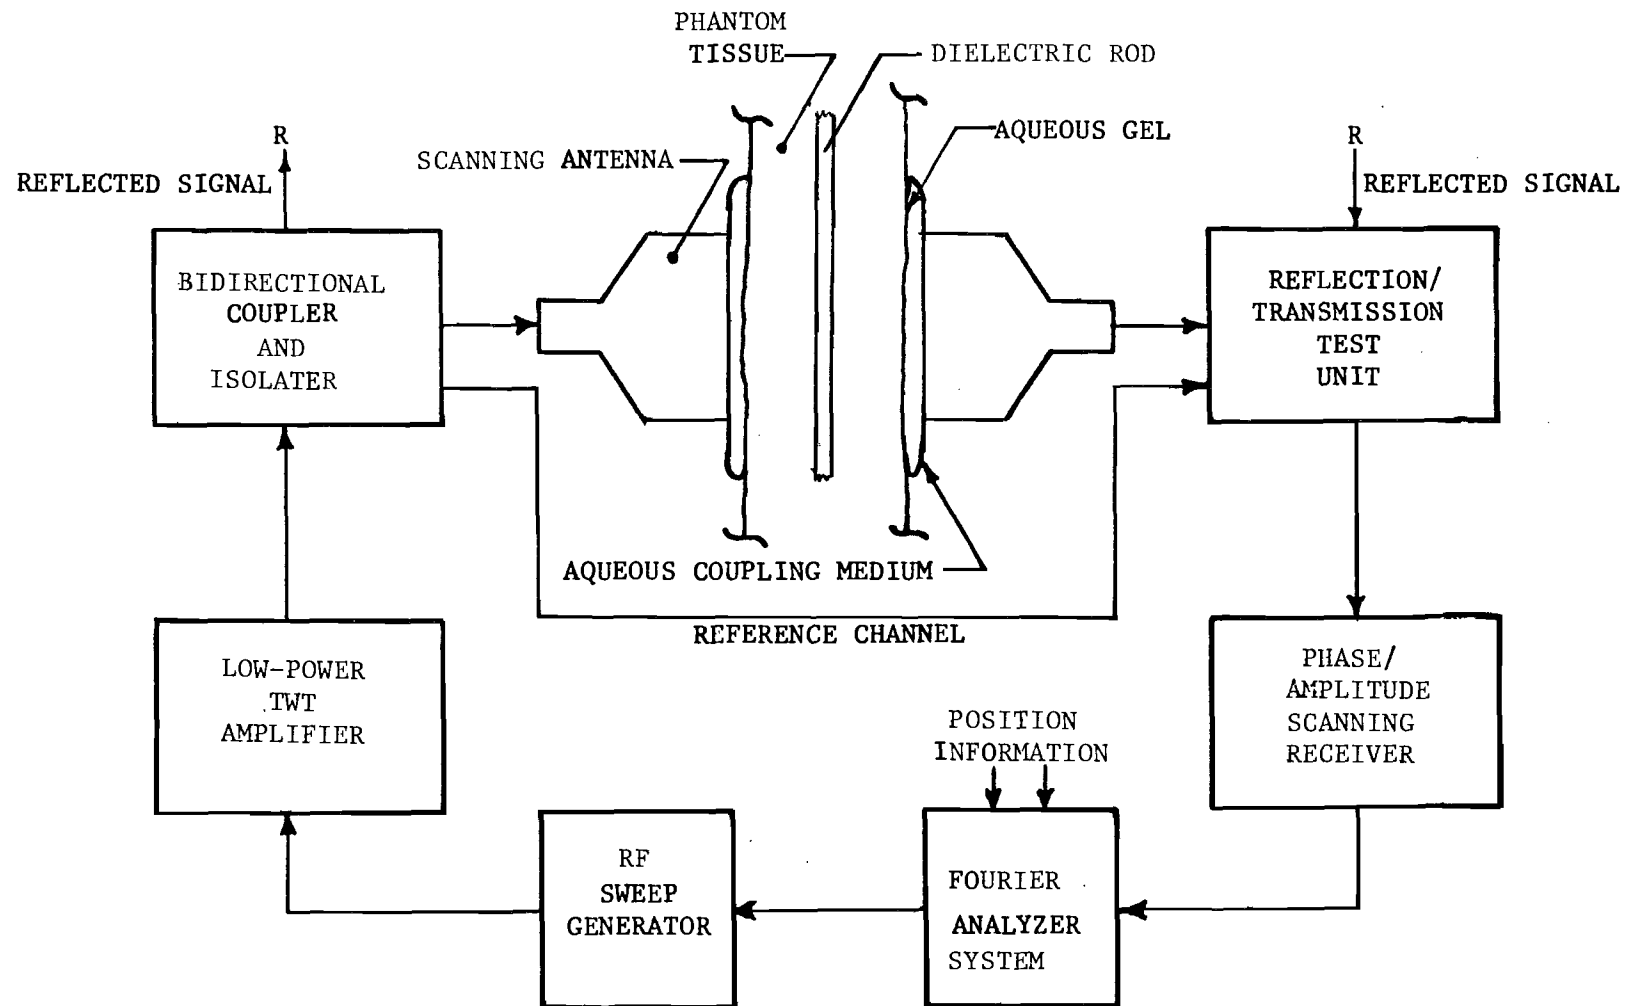 PHANTOM
TISSUE
DIELECTRIC ROD
AQUEOUS GEL
SCANNING ANTENNA
R
REFLECTED SIGNAL
R
REFLECTED SIGNAL
BIDIRECTIONAL
COUPLER
AND
ISOLATER
REFLECTION/
TRANSMISSION
TEST
UNIT
AQUEOUS COUPLING MEDIUM
REFERENCE CHANNEL
LOW-POWER
TWT
AMPLIFIER
PHASE/
AMPLITUDE
SCANNING
RECEIVER
POSITION
INFORMATION
RF
SWEEP
GENERATOR
FOURIER
ANALYZER
SYSTEM